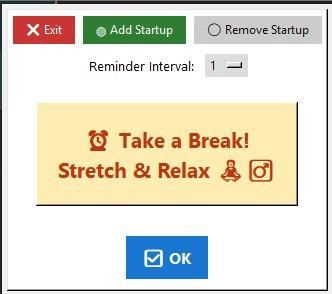 ❌ Exit
Add Startup
Remove Startup
Reminder Interval: 1
⏰ Take a Break!
Stretch & Relax 🧘♂
☑ OK